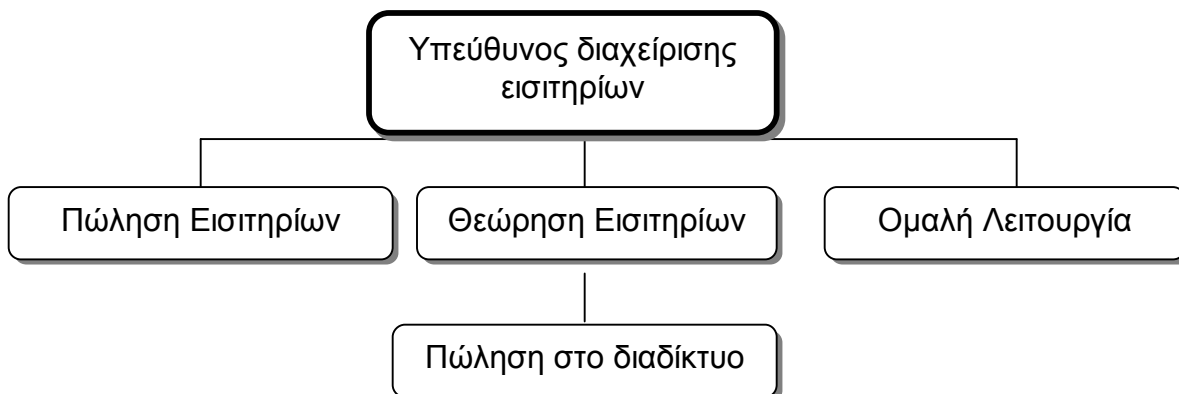 Υπεύθυνος διαχείρισης
εισιτηρίων
Πώληση Εισιτηρίων
Θεώρηση Εισιτηρίων
Ομαλή Λειτουργία
Πώληση στο διαδίκτυο